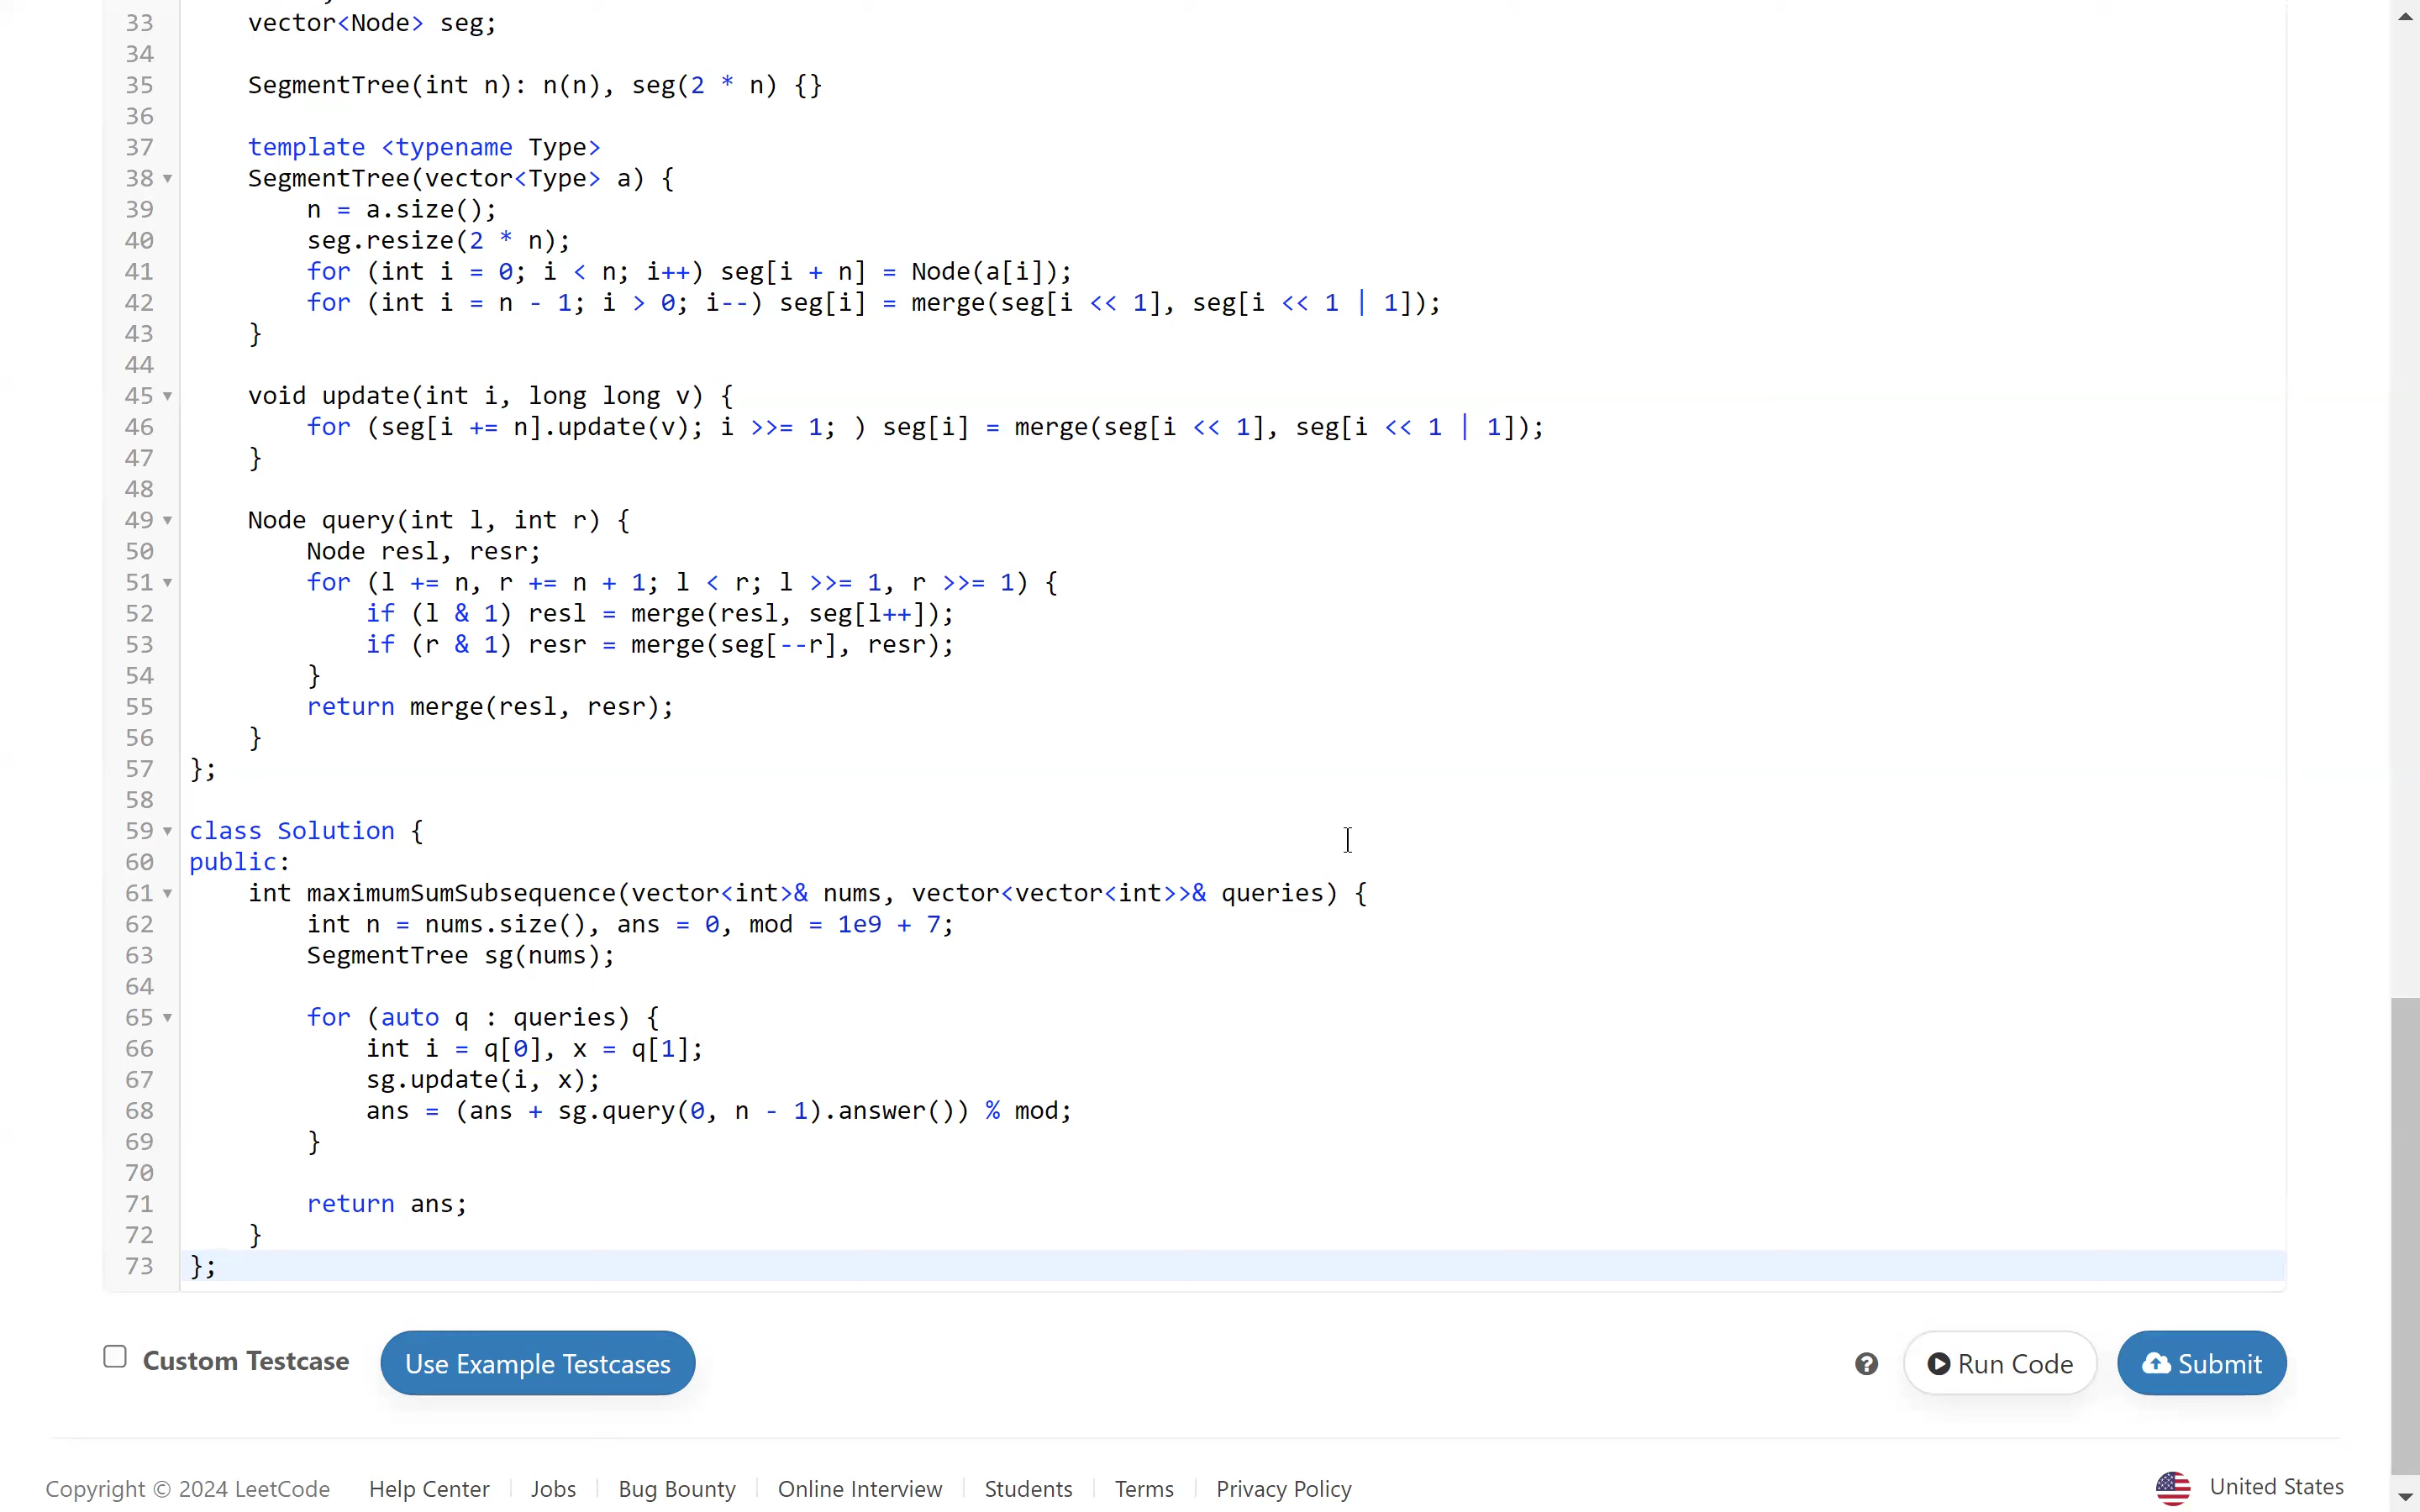 33 vector<Node> seg;
34
35 SegmentTree(int n): n(n), seg(2 * n) {}
36
37 template <typename Type>
38 SegmentTree(vector<Type> a) {
39 n = a.size();
40 seg.resize(2 * n);
41 for (int i = 0; i < n; i++) seg[i + n] = Node(a[i]);
42 for (int i = n - 1; i > 0; i--) seg[i] = merge(seg[i << 1], seg[i << 1 | 1]);
43 }
44
45 void update(int i, long long v) {
46 for (seg[i += n].update(v); i >>= 1; ) seg[i] = merge(seg[i << 1], seg[i << 1 | 1]);
47 }
48
49 Node query(int l, int r) {
50 Node resl, resr;
51 for (l += n, r += n + 1; l < r; l >>= 1, r >>= 1) {
52 if (l & 1) resl = merge(resl, seg[l++]);
53 if (r & 1) resr = merge(seg[--r], resr);
54 }
55 return merge(resl, resr);
56 }
57 };
58
59 class Solution {
60 public:
61 int maximumSumSubsequence(vector<int>& nums, vector<vector<int>>& queries) {
62 int n = nums.size(), ans = 0, mod = 1e9 + 7;
63 SegmentTree sg(nums);
64
65 for (auto q : queries) {
66 int i = q[0], x = q[1];
67 sg.update(i, x);
68 ans = (ans + sg.query(0, n - 1).answer()) % mod;
69 }
70
71 return ans;
72 }
73 };
Custom Testcase Use Example Testcases ? Run Code Submit
Copyright © 2024 LeetCode Help Center Jobs Bug Bounty Online Interview Students Terms Privacy Policy United States